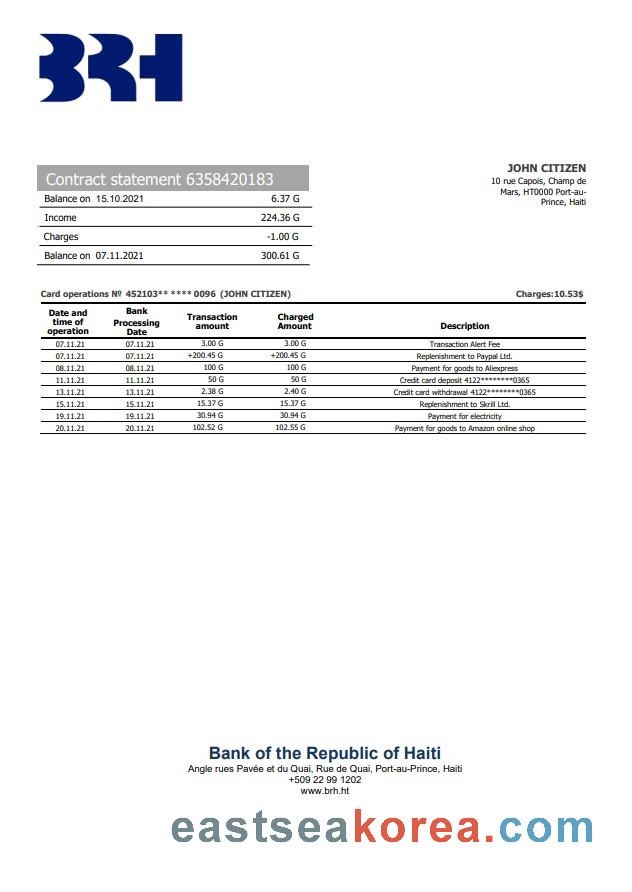 BRH
JOHN CITIZEN
10 rue Capois, Champ de
Mars, HT0000 Port-au-
Prince, Haiti
Contract statement 6358420183
Balance on 15.10.2021 6.37 G
Income 224.36 G
Charges -1.00 G
Balance on 07.11.2021 300.61 G
Card operations № 452103** **** 0096 (JOHN CITIZEN) Charges:10.53$
Date and time of operation Bank Processing Date Transaction amount Charged Amount Description
07.11.21 07.11.21 3.00 G 3.00 G Transaction Alert Fee
07.11.21 07.11.21 +200.45 G +200.45 G Replenishment to Paypal Ltd.
08.11.21 08.11.21 100 G 100 G Payment for goods to Aliexpress
11.11.21 11.11.21 50 G 50 G Credit card deposit 4122********0365
13.11.21 13.11.21 2.38 G 2.40 G Credit card withdrawal 4122********0365
15.11.21 15.11.21 15.37 G 15.37 G Replenishment to Skrill Ltd.
19.11.21 19.11.21 30.94 G 30.94 G Payment for electricity
20.11.21 20.11.21 102.52 G 102.55 G Payment for goods to Amazon online shop
Bank of the Republic of Haiti
Angle rues Pavée et du Quai, Rue de Quai, Port-au-Prince, Haiti
+509 22 99 1202
www.brh.ht
eastseakorea.com